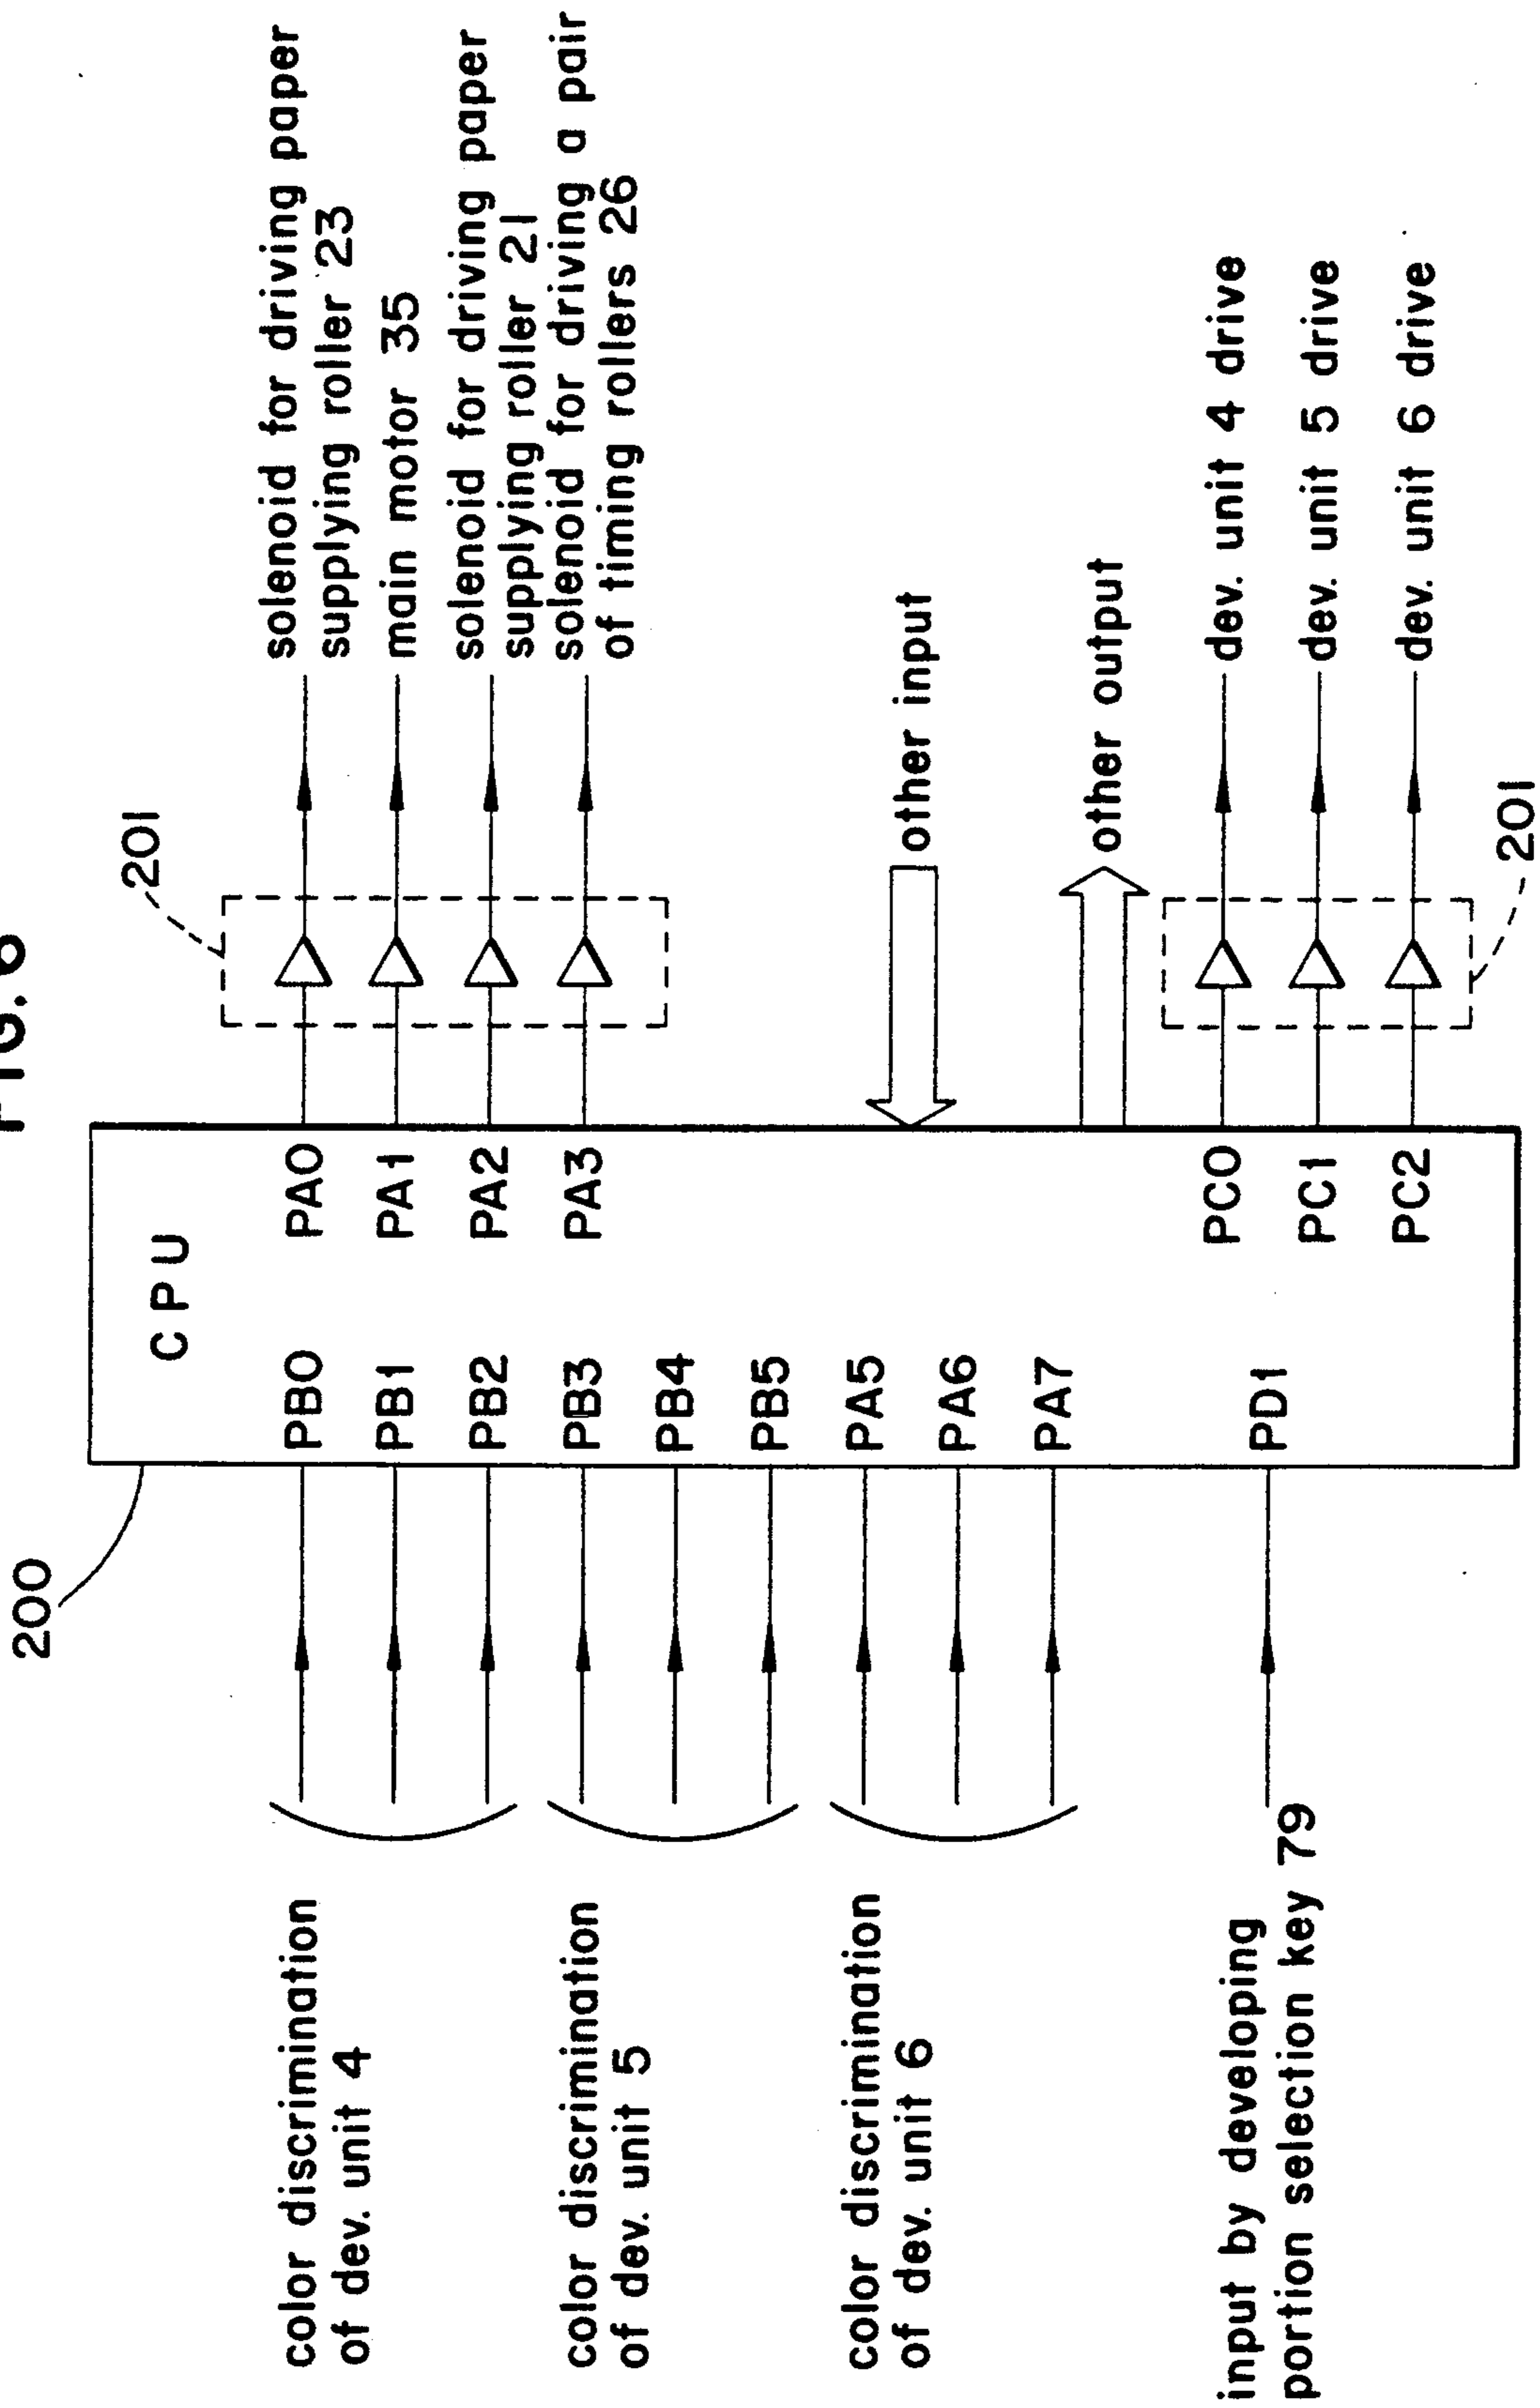 FIG. 6
200
CPU
201
color discrimination
of dev. unit 4
PB0
PB1
PB2
color discrimination
of dev. unit 5
PB3
PB4
PB5
color discrimination
of dev. unit 6
PA5
PA6
PA7
input by developing
portion selection key 79
PD1
PA0
solenoid for driving paper
supplying roller 23
PA1
main motor 35
PA2
solenoid for driving paper
supplying roller 21
PA3
solenoid for driving a pair
of timing rollers 26
other input
other output
PC0
dev. unit 4 drive
PC1
dev. unit 5 drive
PC2
dev. unit 6 drive
201